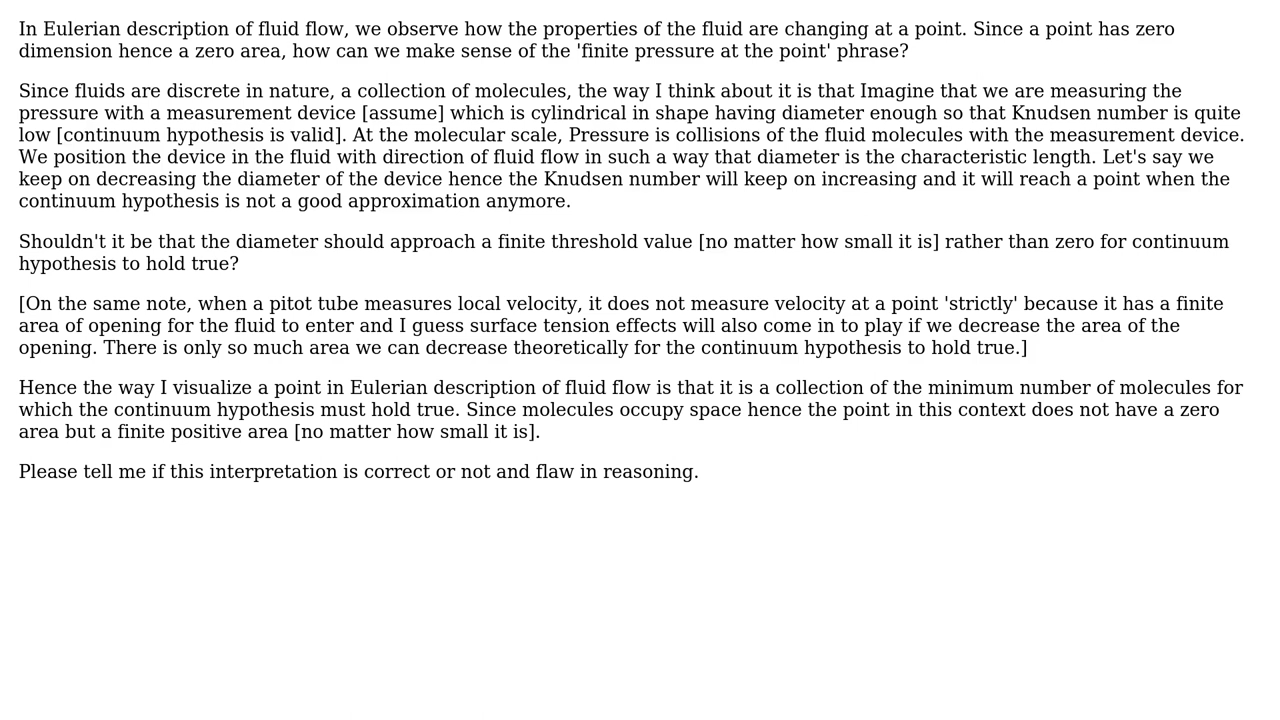 In Eulerian description of fluid flow, we observe how the properties of the fluid are changing at a point. Since a point has zero
dimension hence a zero area, how can we make sense of the 'finite pressure at the point' phrase?
Since fluids are discrete in nature, a collection of molecules, the way I think about it is that Imagine that we are measuring the
pressure with a measurement device [assume] which is cylindrical in shape having diameter enough so that Knudsen number is quite
low [continuum hypothesis is valid]. At the molecular scale, Pressure is collisions of the fluid molecules with the measurement device.
We position the device in the fluid with direction of fluid flow in such a way that diameter is the characteristic length. Let's say we
keep on decreasing the diameter of the device hence the Knudsen number will keep on increasing and it will reach a point when the
continuum hypothesis is not a good approximation anymore.
Shouldn't it be that the diameter should approach a finite threshold value [no matter how small it is] rather than zero for continuum
hypothesis to hold true?
[On the same note, when a pitot tube measures local velocity, it does not measure velocity at a point 'strictly' because it has a finite
area of opening for the fluid to enter and I guess surface tension effects will also come in to play if we decrease the area of the
opening. There is only so much area we can decrease theoretically for the continuum hypothesis to hold true.]
Hence the way I visualize a point in Eulerian description of fluid flow is that it is a collection of the minimum number of molecules for
which the continuum hypothesis must hold true. Since molecules occupy space hence the point in this context does not have a zero
area but a finite positive area [no matter how small it is].
Please tell me if this interpretation is correct or not and flaw in reasoning.